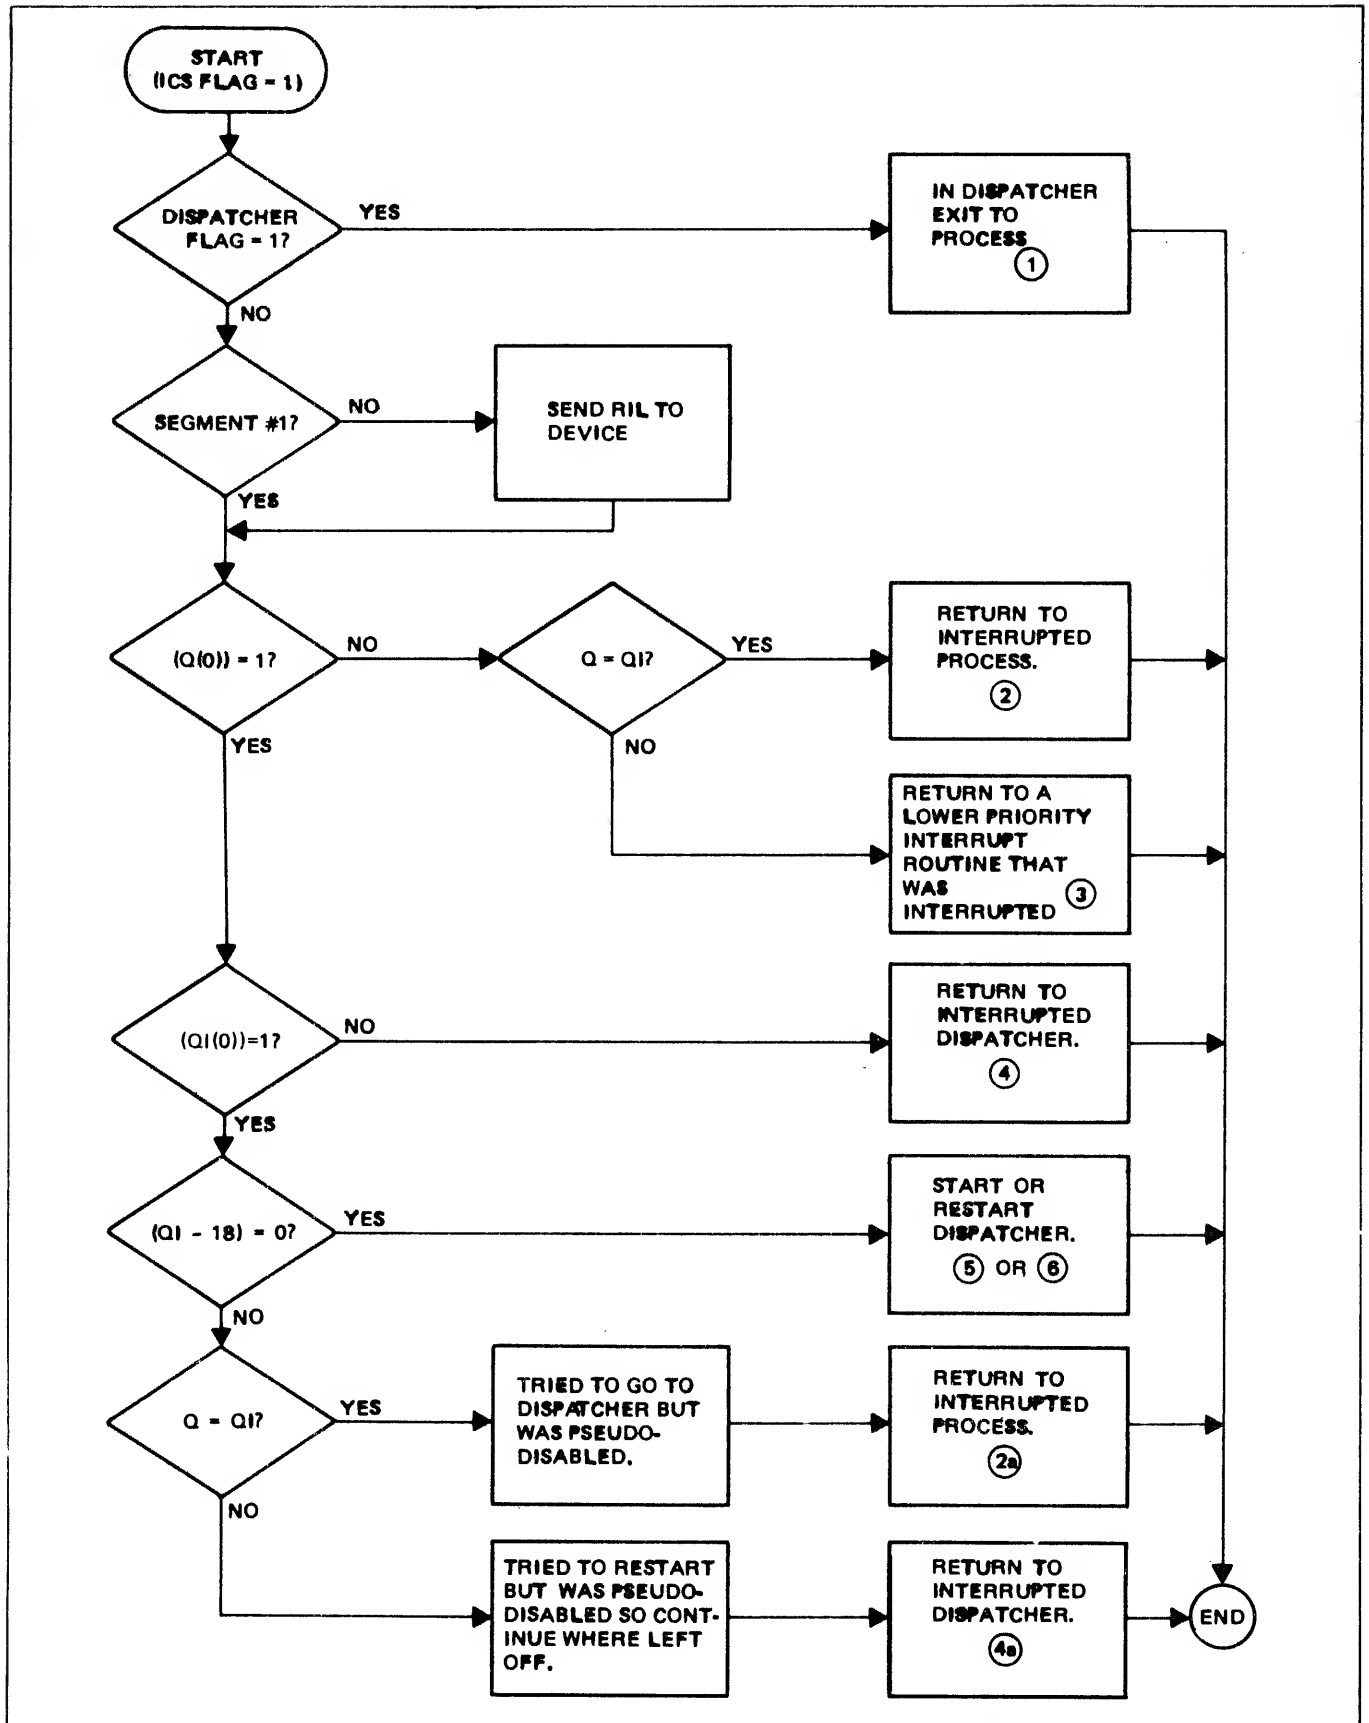 START
(ICS FLAG = 1)
DISPATCHER
FLAG = 1?
YES
IN DISPATCHER
EXIT TO
PROCESS
1
NO
SEGMENT #1?
NO
SEND RIL TO
DEVICE
YES
(Q(0)) = 1?
NO
Q = QI?
YES
RETURN TO
INTERRUPTED
PROCESS.
2
YES
NO
RETURN TO A
LOWER PRIORITY
INTERRUPT
ROUTINE THAT
WAS
INTERRUPTED
3
(QI(0))=1?
NO
RETURN TO
INTERRUPTED
DISPATCHER.
4
YES
(QI - 18) = 0?
YES
START OR
RESTART
DISPATCHER.
5 OR 6
NO
Q = QI?
YES
TRIED TO GO TO
DISPATCHER BUT
WAS PSEUDO-
DISABLED.
RETURN TO
INTERRUPTED
PROCESS.
2a
NO
TRIED TO RESTART
BUT WAS PSEUDO-
DISABLED SO CONT-
INUE WHERE LEFT
OFF.
RETURN TO
INTERRUPTED
DISPATCHER.
4a
END